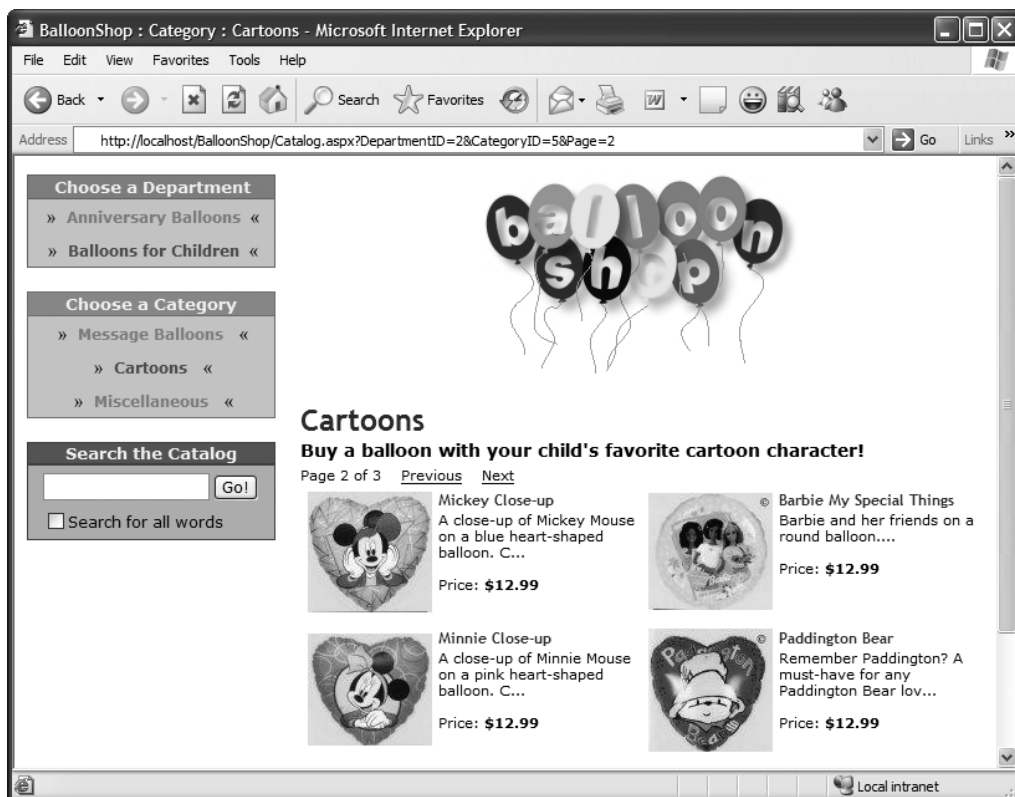 BalloonShop : Category : Cartoons - Microsoft Internet Explorer
File Edit View Favorites Tools Help
Back Search Favorites
Address http://localhost/BalloonShop/Catalog.aspx?DepartmentID=2&CategoryID=5&Page=2 Go Links »
Choose a Department
» Anniversary Balloons «
» Balloons for Children «
Choose a Category
» Message Balloons «
» Cartoons «
» Miscellaneous «
Search the Catalog
Go!
Search for all words
balloon
shop
Cartoons
Buy a balloon with your child's favorite cartoon character!
Page 2 of 3 Previous Next
Mickey Close-up
A close-up of Mickey Mouse
on a blue heart-shaped
balloon. C...
Price: $12.99
©
Barbie My Special Things
Barbie and her friends on a
round balloon....
Price: $12.99
Minnie Close-up
A close-up of Minnie Mouse
on a pink heart-shaped
balloon. C...
Price: $12.99
©
Paddington
Bear
Paddington Bear
Remember Paddington? A
must-have for any
Paddington Bear lov...
Price: $12.99
Local intranet